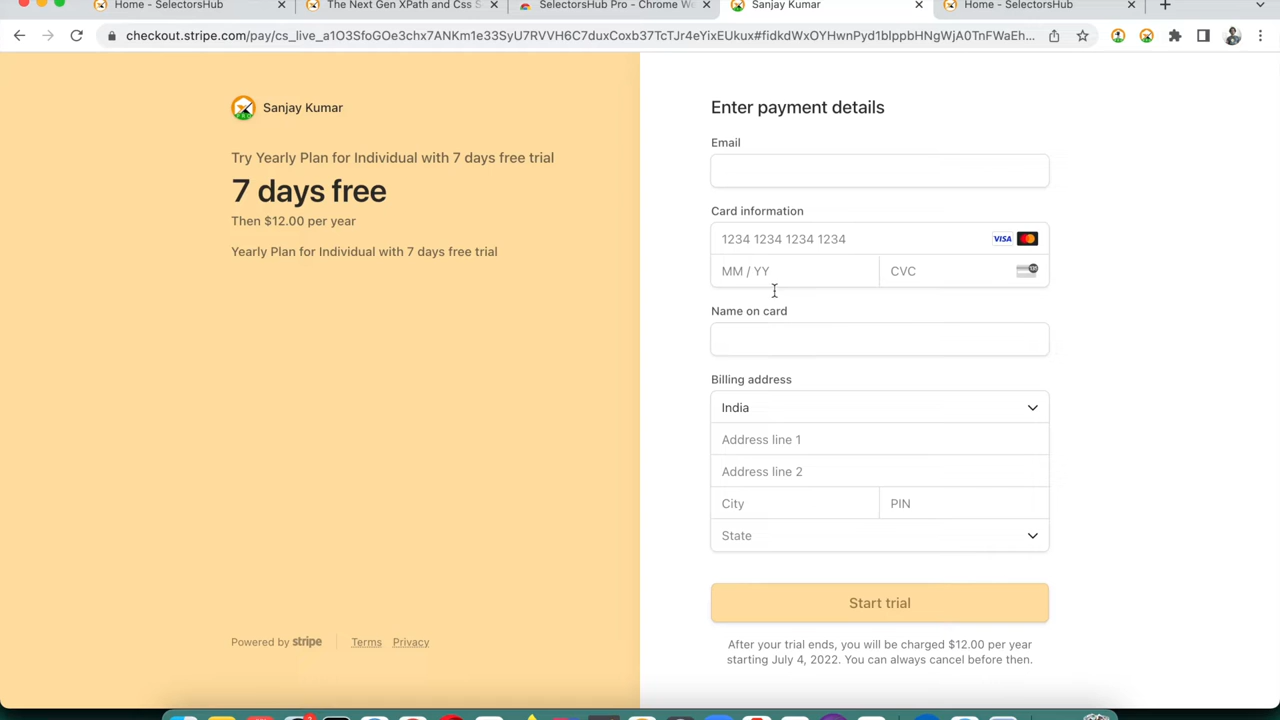 Home - SelectorsHub
The Next Gen XPath and Css S
SelectorsHub Pro - Chrome We
Sanjay Kumar
Home - SelectorsHub
checkout.stripe.com/pay/cs_live_a1O3SfoGOe3chx7ANKm1e33SyU7RVVH6C7duxCoxb37TcTJr4eYixEUkux#fidkdWxOYHwnPyd1blppbHNgWjA0TnFWaEh...
Sanjay Kumar
Try Yearly Plan for Individual with 7 days free trial
7 days free
Then $12.00 per year
Yearly Plan for Individual with 7 days free trial
Powered by stripe
Terms
Privacy
Enter payment details
Email
Card information
1234 1234 1234 1234
VISA
MM / YY
CVC
Name on card
Billing address
India
Address line 1
Address line 2
City
PIN
State
Start trial
After your trial ends, you will be charged $12.00 per year
starting July 4, 2022. You can always cancel before then.